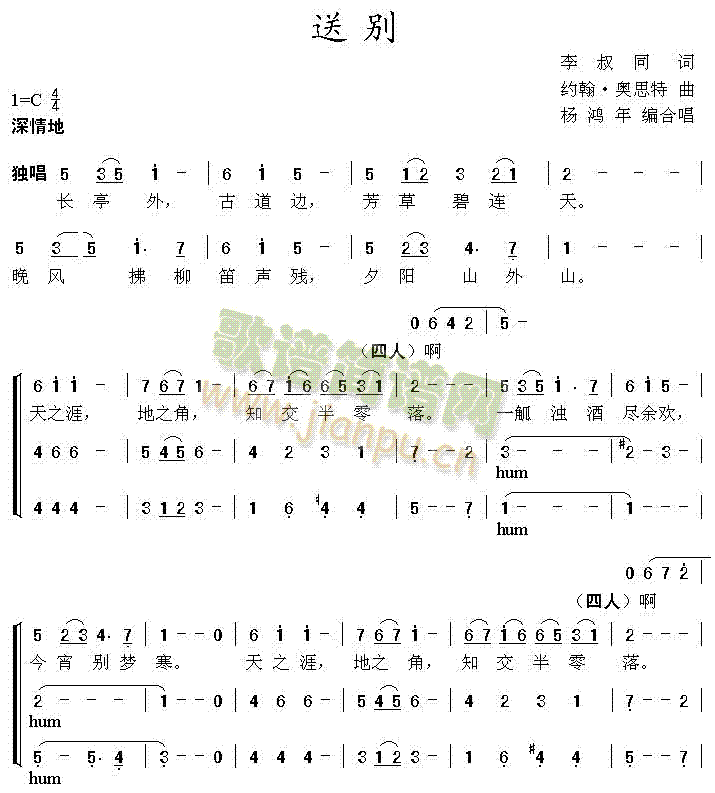 送别
李叔同 词
约翰·奥思特 曲
杨鸿年 编合唱
1=C 4/4
深情地
独唱 5 3 5 i - | 6 i 5 - | 5 1 2 3 2 1 | 2 - - - |
长亭外， 古道边， 芳草碧连天。
5 3 5 i· 7 | 6 i 5 - | 5 2 3 4· 7 | 1 - - - |
晚风拂柳笛声残， 夕阳山外山。
0 6 4 2 | 5 -
（四人）啊
6 i i - | 7 6 7 i - | 6 7 i 6 6 5 3 1 | 2 - - - | 5 3 5 i· 7 | 6 i 5 -
天之涯， 地之角， 知交半零落。 一觚浊酒尽余欢，
4 6 6 - | 5 4 5 6 - | 4 2 3 1 | 7 - - 2 | 3 - - - | #2 - 3 -
hum
4 4 4 - | 3 1 2 3 - | 1 6 #4 4 | 5 - - 7 | 1 - - - | 1 - - -
hum
0 6 7 2 |
（四人）啊
5 2 3 4· 7 | 1 - - 0 | 6 i i - | 7 6 7 i - | 6 7 i 6 6 5 3 1 | 2 - - - |
今宵别梦寒。 天之涯， 地之角， 知交半零落。
2 - - - | 1 - - 0 | 4 6 6 - | 5 4 5 6 - | 4 2 3 1 | 7 - - 2 |
hum
5 - 5· 4 | 3 - - 0 | 4 4 4 - | 3 1 2 3 - | 1 6 #4 4 | 5 - - 7 |
hum
歌谱简谱网
www.jianpu.cn